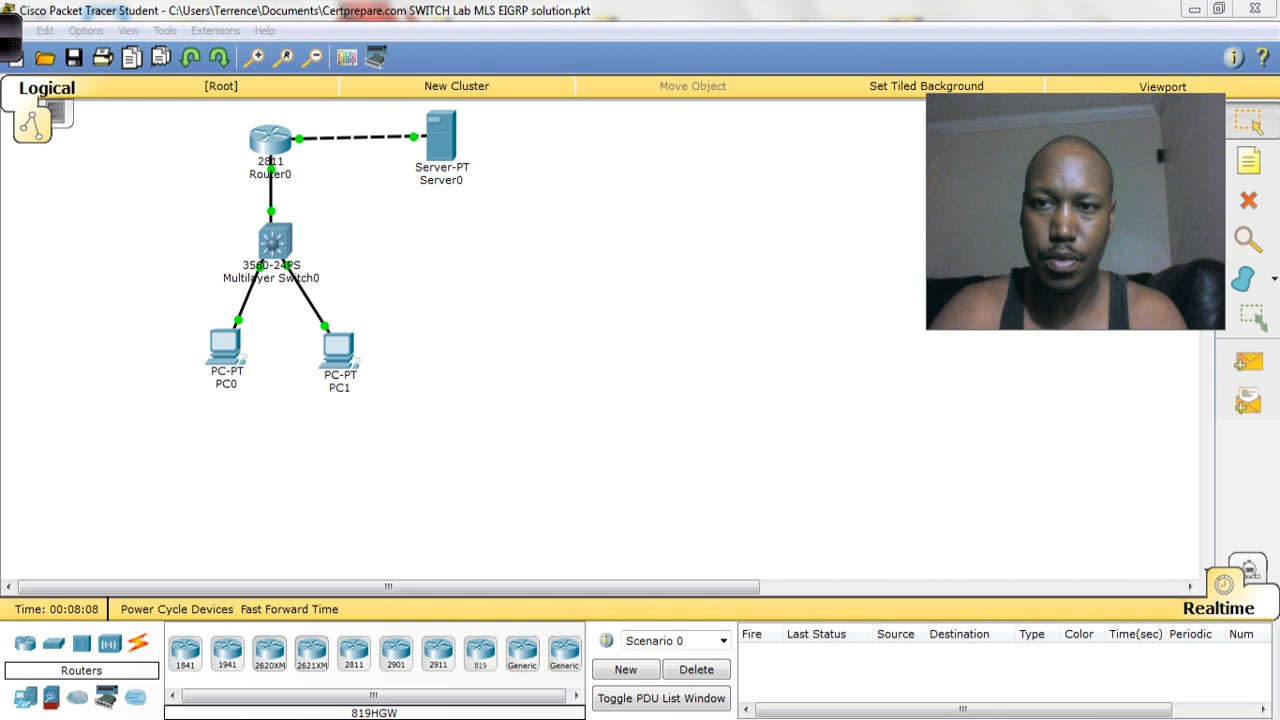 Cisco Packet Tracer Student - C:\Users\Terrence\Documents\Certprepare.com SWITCH Lab MLS EIGRP solution.pkt
Edit Options View Tools Extensions Help
Logical [Root] New Cluster Move Object Set Tiled Background Viewport
2811
Router0
Server-PT
Server0
3560-24PS
Multilayer Switch0
PC-PT
PC0
PC-PT
PC1
Realtime
Time: 00:08:08 Power Cycle Devices Fast Forward Time
Routers
1841 1941 2620XM 2621XM 2811 2901 2911 819 Generic Generic
819HGW
Scenario 0
New Delete
Toggle PDU List Window
Fire Last Status Source Destination Type Color Time(sec) Periodic Num